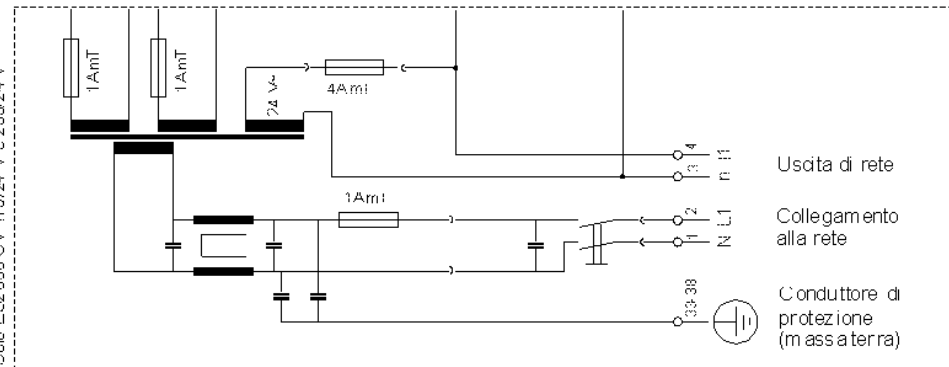 1AmT
1AmT
24 V~
4AmT
4
3 n
Uscita di rete
1AmT
2 L1
1 N
Collegamento
alla rete
33-38
Conduttore di
protezione
(massa terra)